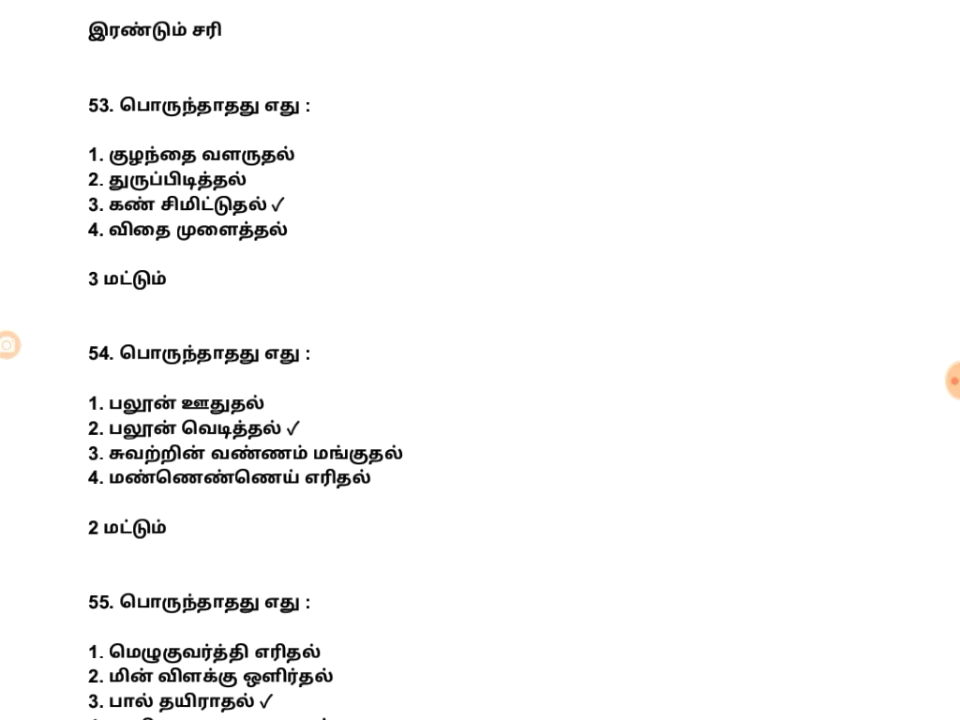 இரண்டும் சரி
53. பொருந்தாதது எது :
1. குழந்தை வளருதல்
2. துருப்பிடித்தல்
3. கண் சிமிட்டுதல் ✓
4. விதை முளைத்தல்
3 மட்டும்
54. பொருந்தாதது எது :
1. பலூன் ஊதுதல்
2. பலூன் வெடித்தல் ✓
3. சுவற்றின் வண்ணம் மங்குதல்
4. மண்ணெண்ணெய் எரிதல்
2 மட்டும்
55. பொருந்தாதது எது :
1. மெழுகுவர்த்தி எரிதல்
2. மின் விளக்கு ஒளிர்தல்
3. பால் தயிராதல் ✓